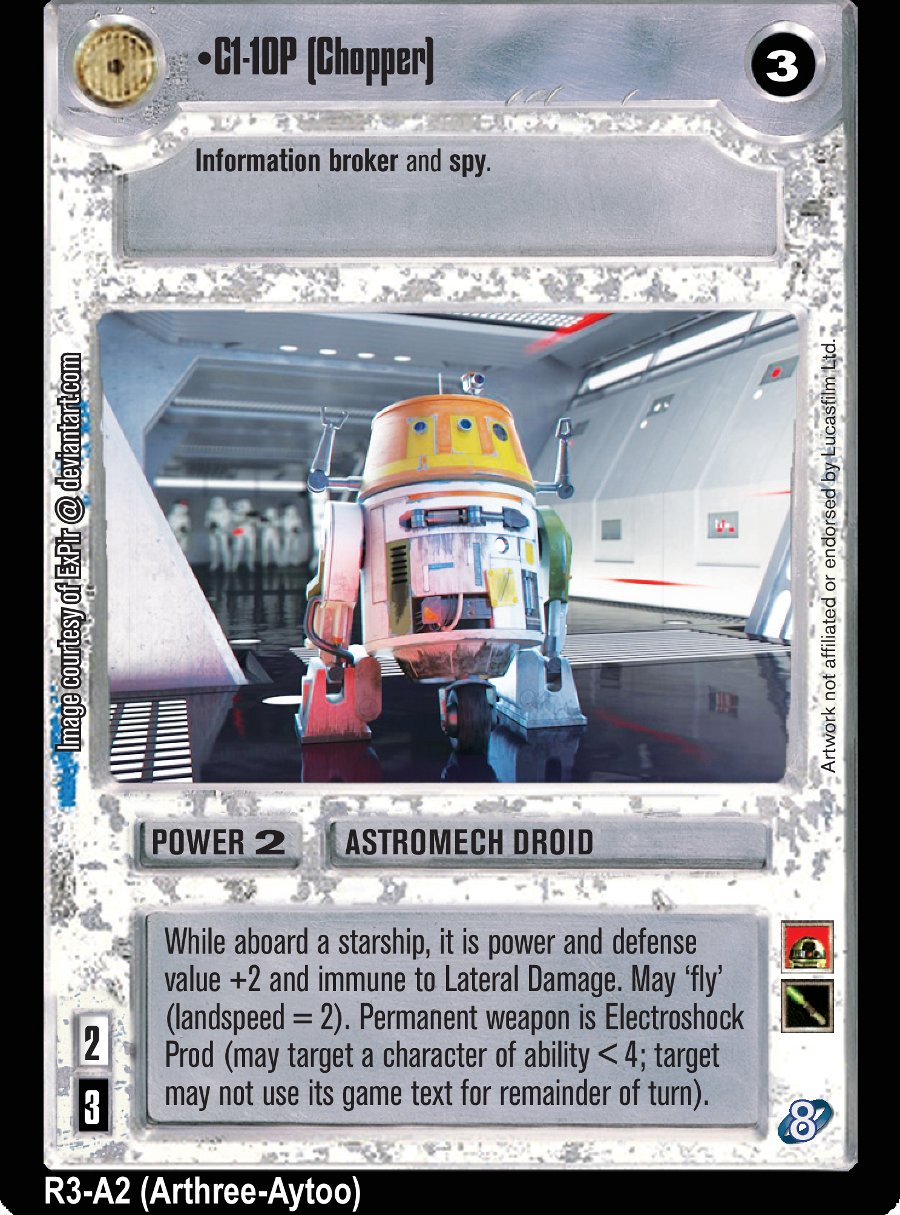 •C1-10P (Chopper)
3
Information broker and spy.
Image courtesy of ExPir @ deviantart.com
Artwork not affiliated or endorsed by Lucasfilm Ltd.
POWER 2
ASTROMECH DROID
While aboard a starship, it is power and defense
value +2 and immune to Lateral Damage. May ‘fly’
(landspeed = 2). Permanent weapon is Electroshock
Prod (may target a character of ability < 4; target
may not use its game text for remainder of turn).
2
3
8
R3-A2 (Arthree-Aytoo)